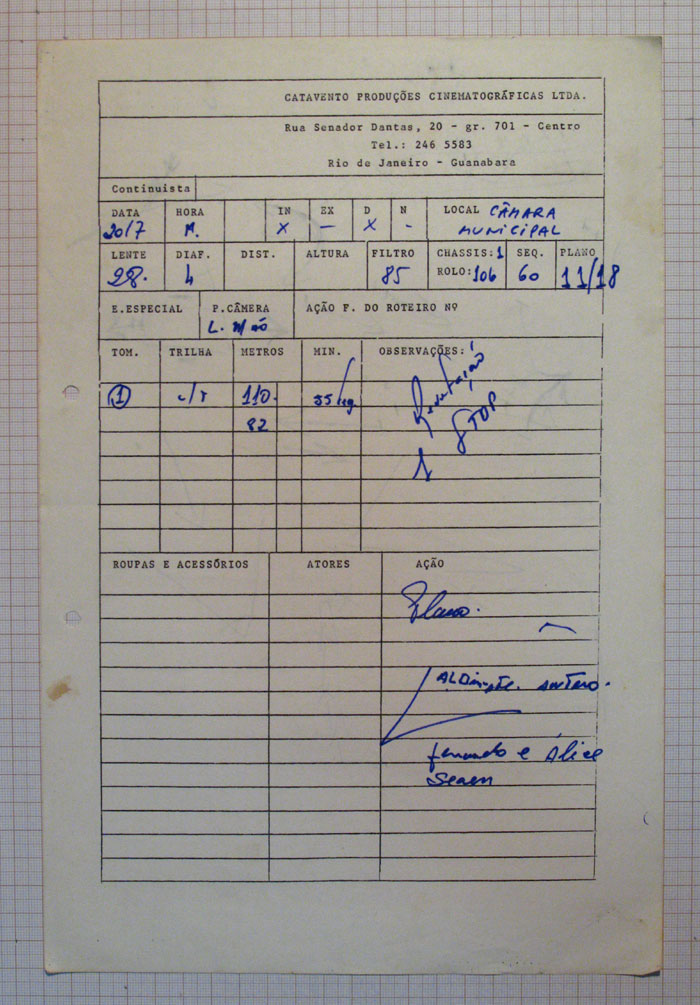 CATAVENTO PRODUÇÕES CINEMATOGRÁFICAS LTDA.
Rua Senador Dantas, 20 - gr. 701 - Centro
Tel.: 246 5583
Rio de Janeiro - Guanabara
Continuista
DATA HORA IN EX D N LOCAL CÂMARA
20/7 M. X — X - MUNICIPAL
LENTE DIAF. DIST. ALTURA FILTRO CHASSIS: 1 SEQ. PLANO
28. 4 85 ROLO: 106 60 11/18
E.ESPECIAL P.CÂMERA AÇÃO F. DO ROTEIRO Nº
L.
TOM. TRILHA METROS MIN. OBSERVAÇÕES:
1 110.
82
STOP
ROUPAS E ACESSÓRIOS ATORES AÇÃO
Plano.
fernando e Álice